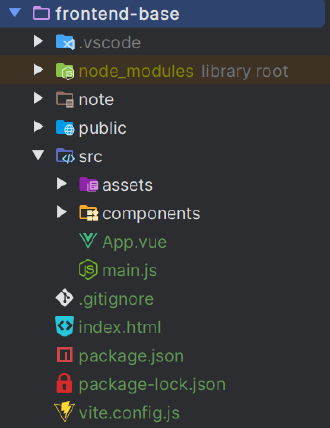 frontend-base
.vscode
node_modules library root
note
public
src
assets
components
App.vue
main.js
.gitignore
index.html
package.json
package-lock.json
vite.config.js